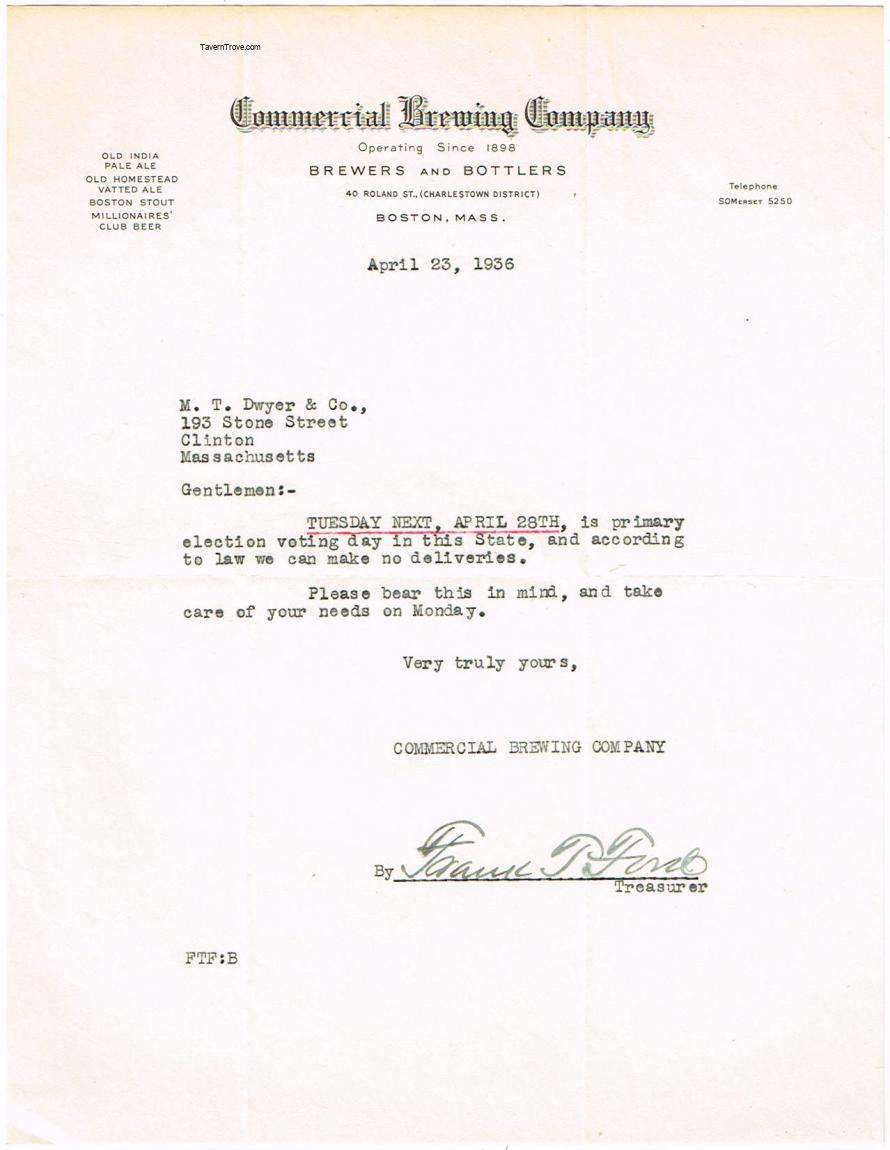 TavernTrove.com
Commercial Brewing Company
Operating Since 1898
BREWERS AND BOTTLERS
40 ROLAND ST., (CHARLESTOWN DISTRICT)
BOSTON, MASS.
OLD INDIA
PALE ALE
OLD HOMESTEAD
VATTED ALE
BOSTON STOUT
MILLIONAIRES'
CLUB BEER
Telephone
SOMERSET 5250
April 23, 1936
M. T. Dwyer & Co.,
193 Stone Street
Clinton
Massachusetts
Gentlemen:-
TUESDAY NEXT, APRIL 28TH, is primary
election voting day in this State, and according
to law we can make no deliveries.
Please bear this in mind, and take
care of your needs on Monday.
Very truly yours,
COMMERCIAL BREWING COMPANY
By Frank T. Ford
Treasurer
FTF:B